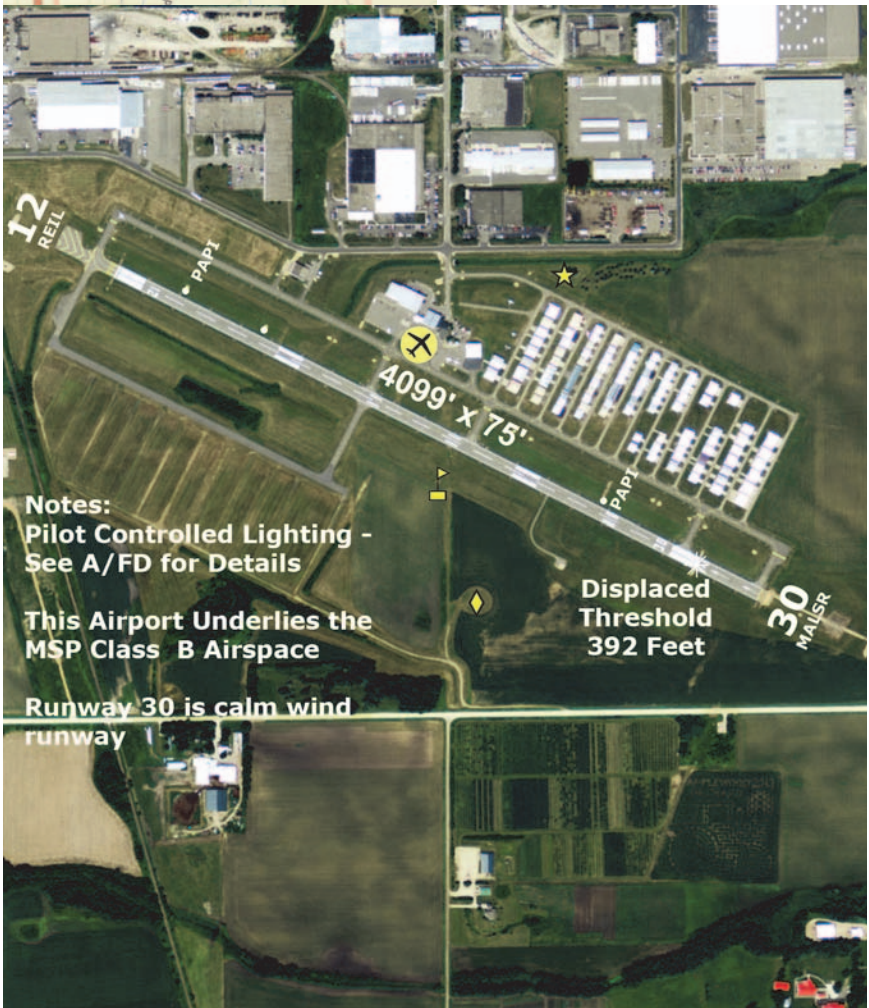 12
REIL
PAPI
4099' x 75'
PAPI
Notes:
Pilot Controlled Lighting -
See A/FD for Details
This Airport Underlies the
MSP Class B Airspace
Runway 30 is calm wind
runway
Displaced
Threshold
392 Feet
30
MALSR